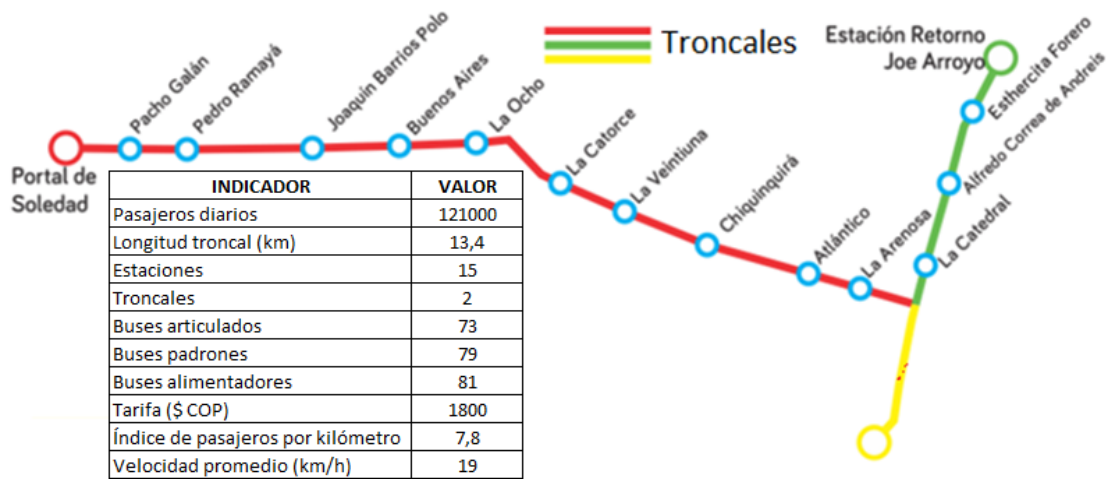 Troncales
Estación Retorno
Joe Arroyo
Esthercita Forero
Alfredo Correa de Andreis
La Catedral
Pacho Galán
Pedro Ramayá
Joaquín Barrios Polo
Buenos Aires
La Ocho
La Catorce
La Veintiuna
Chiquinquirá
Atlántico
La Arenosa
Portal de
Soledad
INDICADOR VALOR
Pasajeros diarios 121000
Longitud troncal (km) 13,4
Estaciones 15
Troncales 2
Buses articulados 73
Buses padrones 79
Buses alimentadores 81
Tarifa ($ COP) 1800
Índice de pasajeros por kilómetro 7,8
Velocidad promedio (km/h) 19